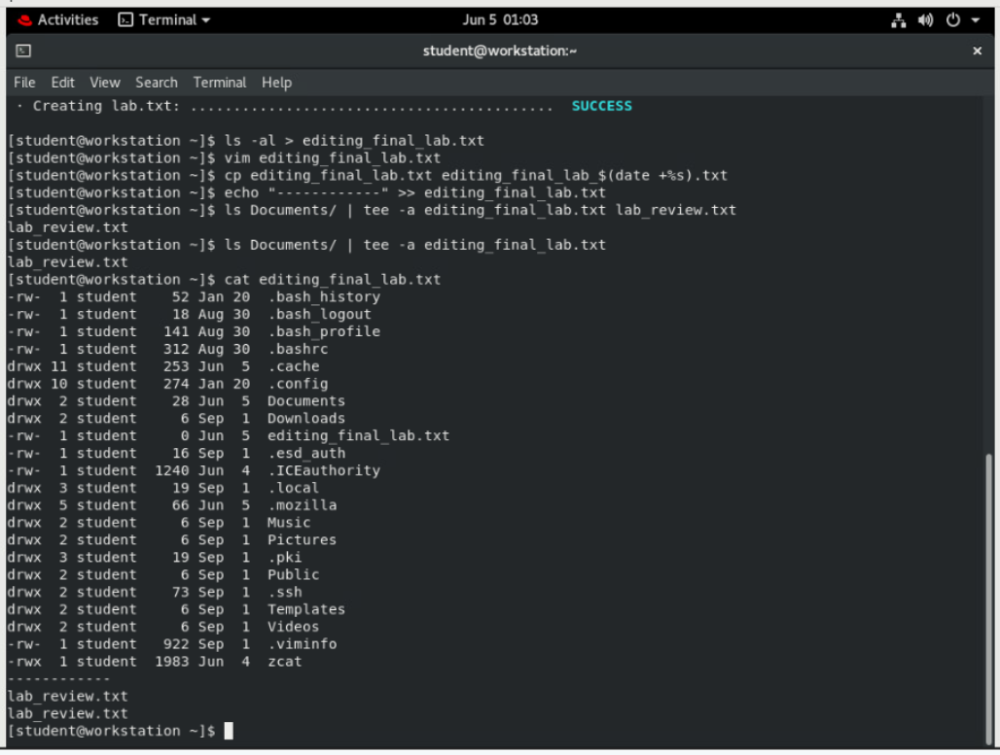 Activities Terminal Jun 5 01:03
student@workstation:~ ×
File Edit View Search Terminal Help
· Creating lab.txt: .......................................... SUCCESS
[student@workstation ~]$ ls -al > editing_final_lab.txt
[student@workstation ~]$ vim editing_final_lab.txt
[student@workstation ~]$ cp editing_final_lab.txt editing_final_lab_$(date +%s).txt
[student@workstation ~]$ echo "------------" >> editing_final_lab.txt
[student@workstation ~]$ ls Documents/ | tee -a editing_final_lab.txt lab_review.txt
lab_review.txt
[student@workstation ~]$ ls Documents/ | tee -a editing_final_lab.txt
lab_review.txt
[student@workstation ~]$ cat editing_final_lab.txt
-rw-  1 student    52 Jan 20  .bash_history
-rw-  1 student    18 Aug 30  .bash_logout
-rw-  1 student   141 Aug 30  .bash_profile
-rw-  1 student   312 Aug 30  .bashrc
drwx 11 student   253 Jun  5  .cache
drwx 10 student   274 Jan 20  .config
drwx  2 student    28 Jun  5  Documents
drwx  2 student     6 Sep  1  Downloads
-rw-  1 student     0 Jun  5  editing_final_lab.txt
-rw-  1 student    16 Sep  1  .esd_auth
-rw-  1 student  1240 Jun  4  .ICEauthority
drwx  3 student    19 Sep  1  .local
drwx  5 student    66 Jun  5  .mozilla
drwx  2 student     6 Sep  1  Music
drwx  2 student     6 Sep  1  Pictures
drwx  3 student    19 Sep  1  .pki
drwx  2 student     6 Sep  1  Public
drwx  2 student    73 Sep  1  .ssh
drwx  2 student     6 Sep  1  Templates
drwx  2 student     6 Sep  1  Videos
-rw-  1 student   922 Sep  1  .viminfo
-rwx  1 student  1983 Jun  4  zcat
------------
lab_review.txt
lab_review.txt
[student@workstation ~]$